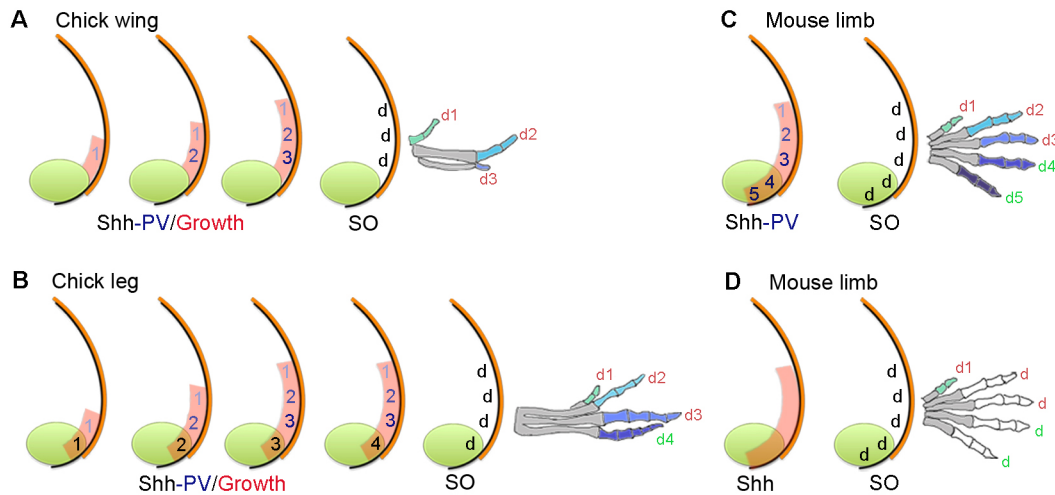 A Chick wing
1
1
2
1
2
3
d
d
d
d1
d2
d3
Shh-PV/Growth
SO
C Mouse limb
1
2
3
4
5
d
d
d
d
d
d1
d2
d3
d4
d5
Shh-PV
SO
B Chick leg
1
1
1
2
2
1
2
3
3
1
2
3
4
d
d
d
d
d1
d2
d3
d4
Shh-PV/Growth
SO
D Mouse limb
d
d
d
d
d
d1
d
d
d
d
Shh
SO